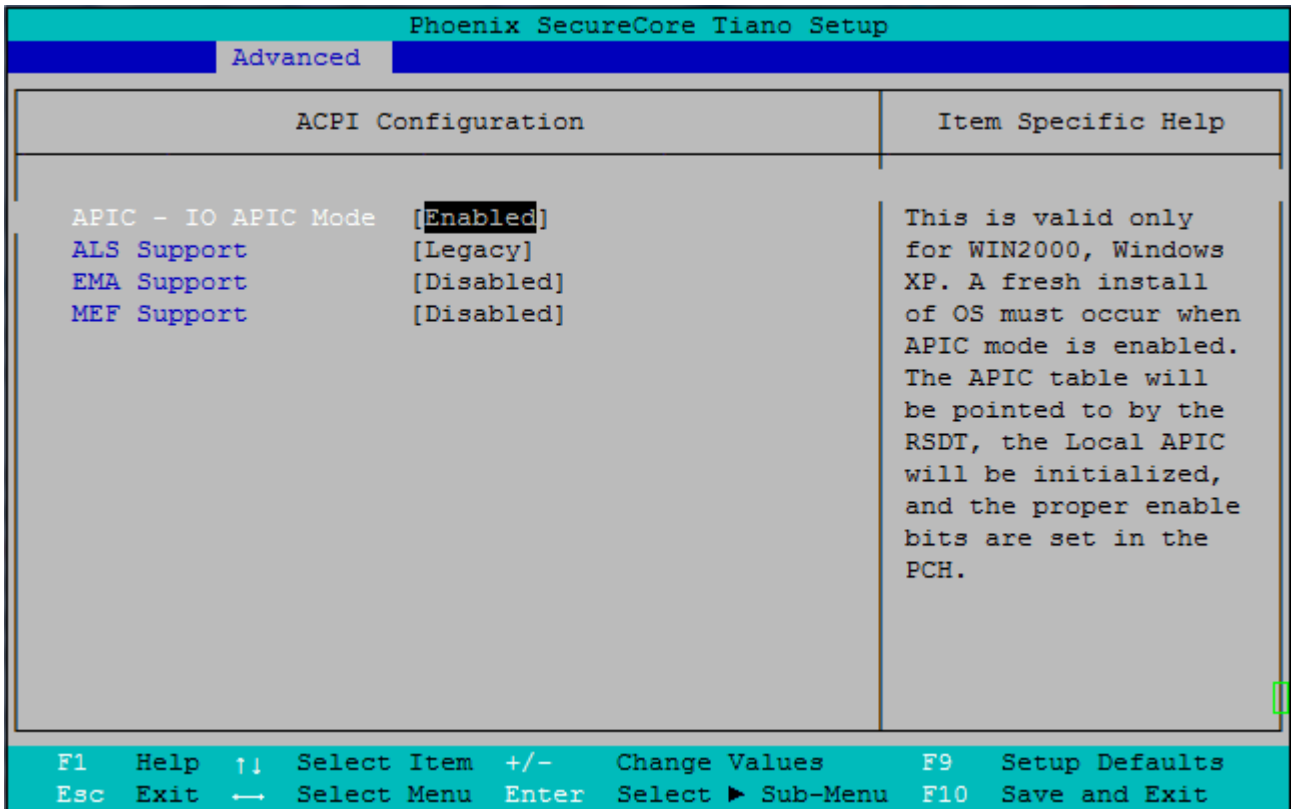 Phoenix SecureCore Tiano Setup
Advanced
ACPI Configuration
Item Specific Help
APIC - IO APIC Mode [Enabled]
ALS Support [Legacy]
EMA Support [Disabled]
MEF Support [Disabled]
This is valid only
for WIN2000, Windows
XP. A fresh install
of OS must occur when
APIC mode is enabled.
The APIC table will
be pointed to by the
RSDT, the Local APIC
will be initialized,
and the proper enable
bits are set in the
PCH.
F1 Help ↑↓ Select Item +/- Change Values F9 Setup Defaults
Esc Exit ←→ Select Menu Enter Select ▶ Sub-Menu F10 Save and Exit